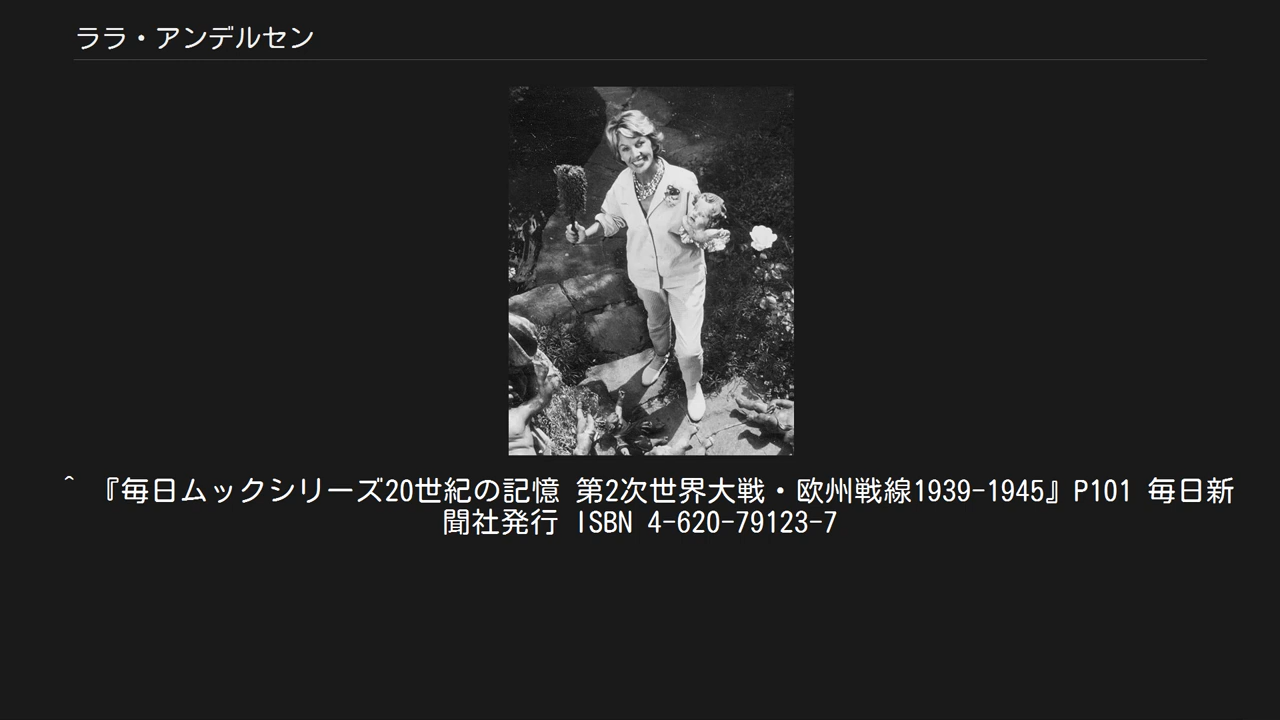 ララ・アンデルセン
^ 『毎日ムックシリーズ20世紀の記憶 第2次世界大戦・欧州戦線1939-1945』P101 毎日新
聞社発行 ISBN 4-620-79123-7